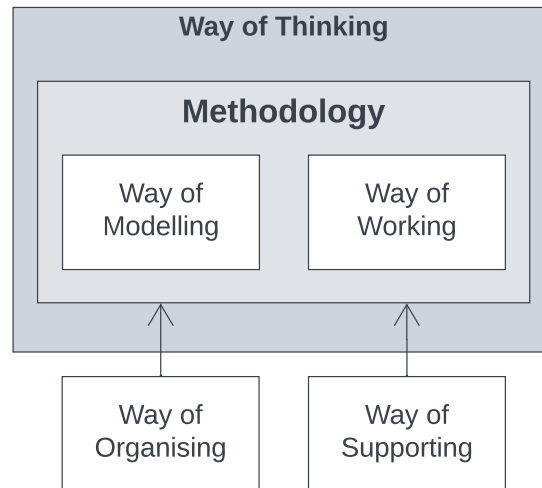 Way of Thinking
Methodology
Way of
Modelling
Way of
Working
Way of
Organising
Way of
Supporting